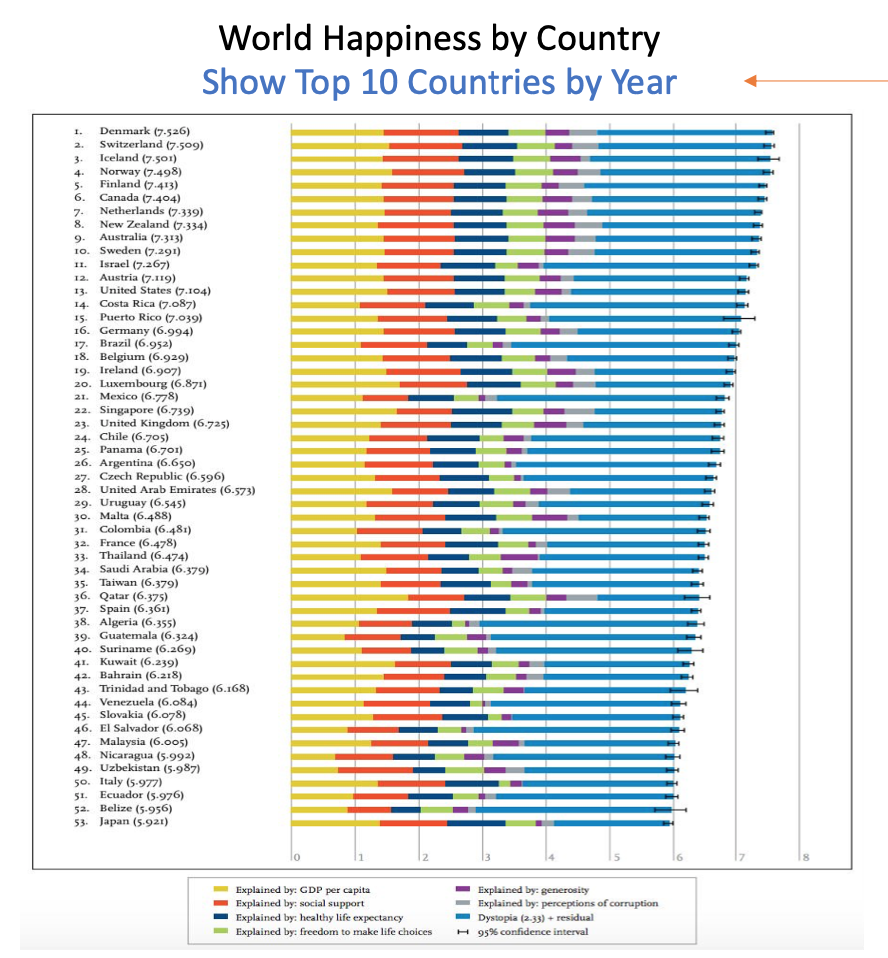 World Happiness by Country
Show Top 10 Countries by Year
1. Denmark (7.526)
2. Switzerland (7.509)
3. Iceland (7.501)
4. Norway (7.498)
5. Finland (7.413)
6. Canada (7.404)
7. Netherlands (7.339)
8. New Zealand (7.334)
9. Australia (7.313)
10. Sweden (7.291)
11. Israel (7.267)
12. Austria (7.119)
13. United States (7.104)
14. Costa Rica (7.087)
15. Puerto Rico (7.039)
16. Germany (6.994)
17. Brazil (6.952)
18. Belgium (6.929)
19. Ireland (6.907)
20. Luxembourg (6.871)
21. Mexico (6.778)
22. Singapore (6.739)
23. United Kingdom (6.725)
24. Chile (6.705)
25. Panama (6.701)
26. Argentina (6.650)
27. Czech Republic (6.596)
28. United Arab Emirates (6.573)
29. Uruguay (6.545)
30. Malta (6.488)
31. Colombia (6.481)
32. France (6.478)
33. Thailand (6.474)
34. Saudi Arabia (6.379)
35. Taiwan (6.379)
36. Qatar (6.375)
37. Spain (6.361)
38. Algeria (6.355)
39. Guatemala (6.324)
40. Suriname (6.269)
41. Kuwait (6.239)
42. Bahrain (6.218)
43. Trinidad and Tobago (6.168)
44. Venezuela (6.084)
45. Slovakia (6.078)
46. El Salvador (6.068)
47. Malaysia (6.005)
48. Nicaragua (5.992)
49. Uzbekistan (5.987)
50. Italy (5.977)
51. Ecuador (5.976)
52. Belize (5.956)
53. Japan (5.921)
0 1 2 3 4 5 6 7 8
Explained by: GDP per capita
Explained by: social support
Explained by: healthy life expectancy
Explained by: freedom to make life choices
Explained by: generosity
Explained by: perceptions of corruption
Dystopia (2.33) + residual
95% confidence interval